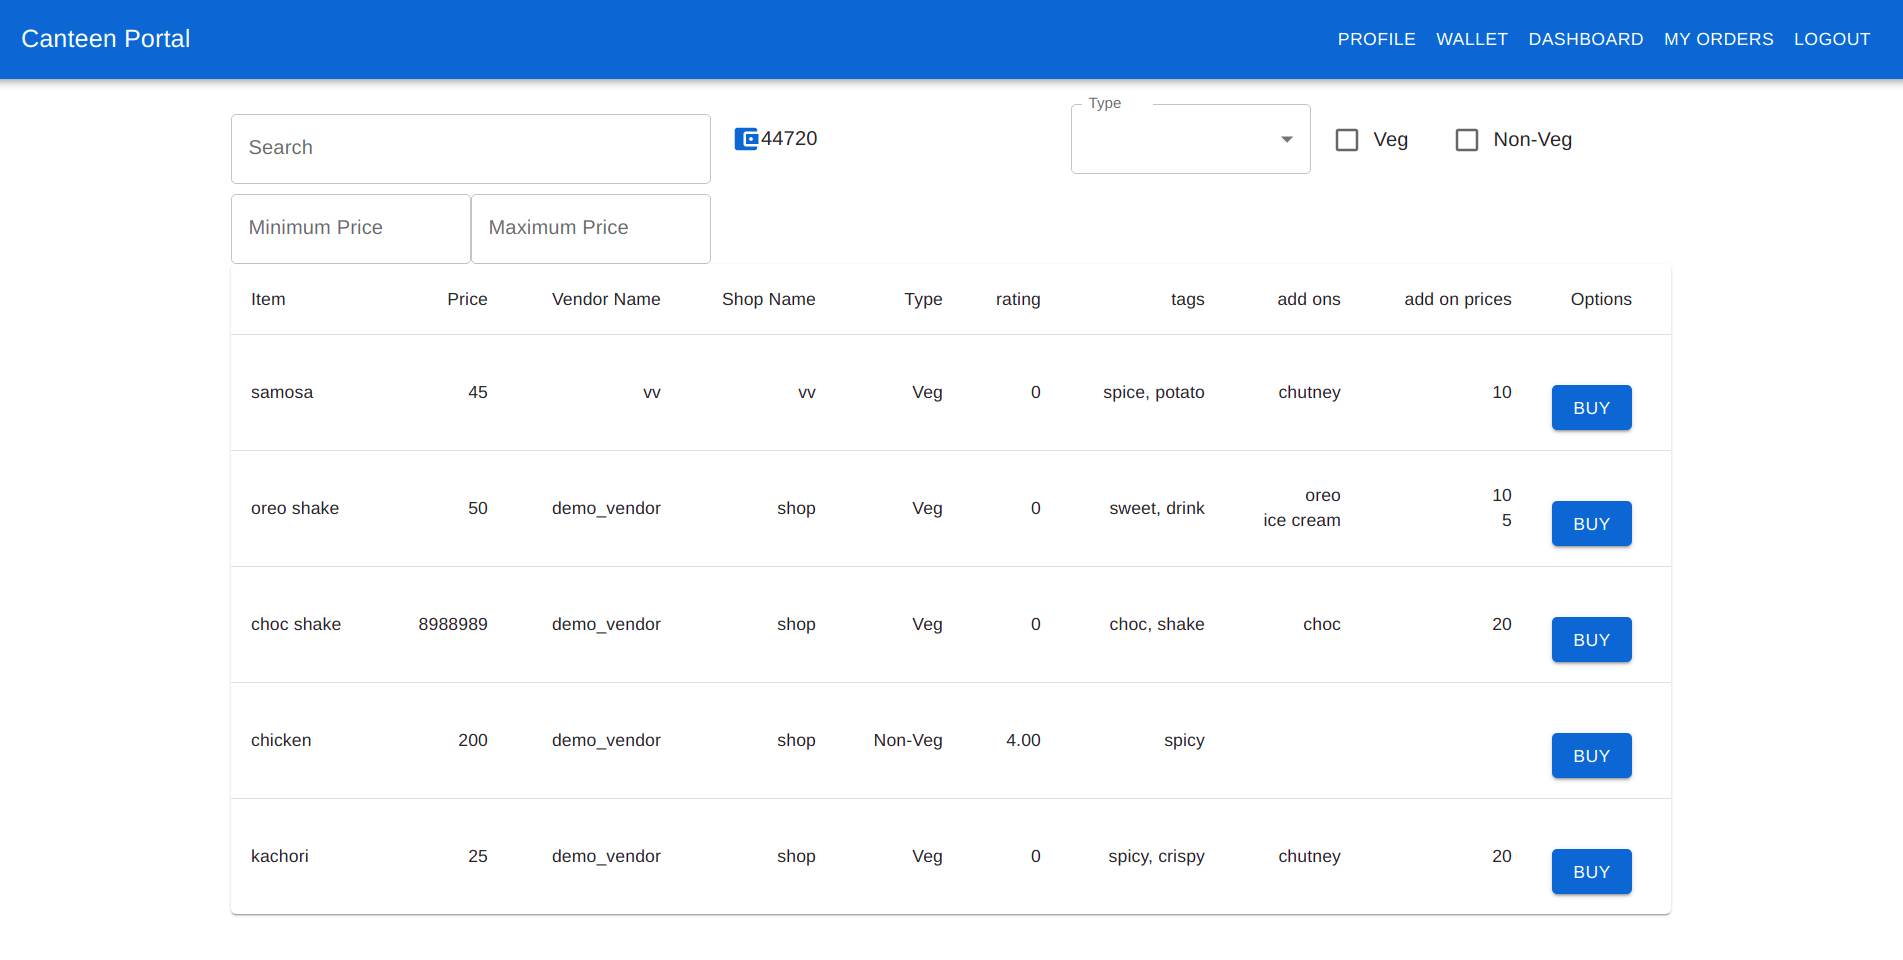 Canteen Portal PROFILE WALLET DASHBOARD MY ORDERS LOGOUT
Type
Search 44720 Veg Non-Veg
Minimum Price Maximum Price
Item Price Vendor Name Shop Name Type rating tags add ons add on prices Options
samosa 45 vv vv Veg 0 spice, potato chutney 10 BUY
oreo shake 50 demo_vendor shop Veg 0 sweet, drink oreo 10 BUY
ice cream 5
choc shake 8988989 demo_vendor shop Veg 0 choc, shake choc 20 BUY
chicken 200 demo_vendor shop Non-Veg 4.00 spicy BUY
kachori 25 demo_vendor shop Veg 0 spicy, crispy chutney 20 BUY